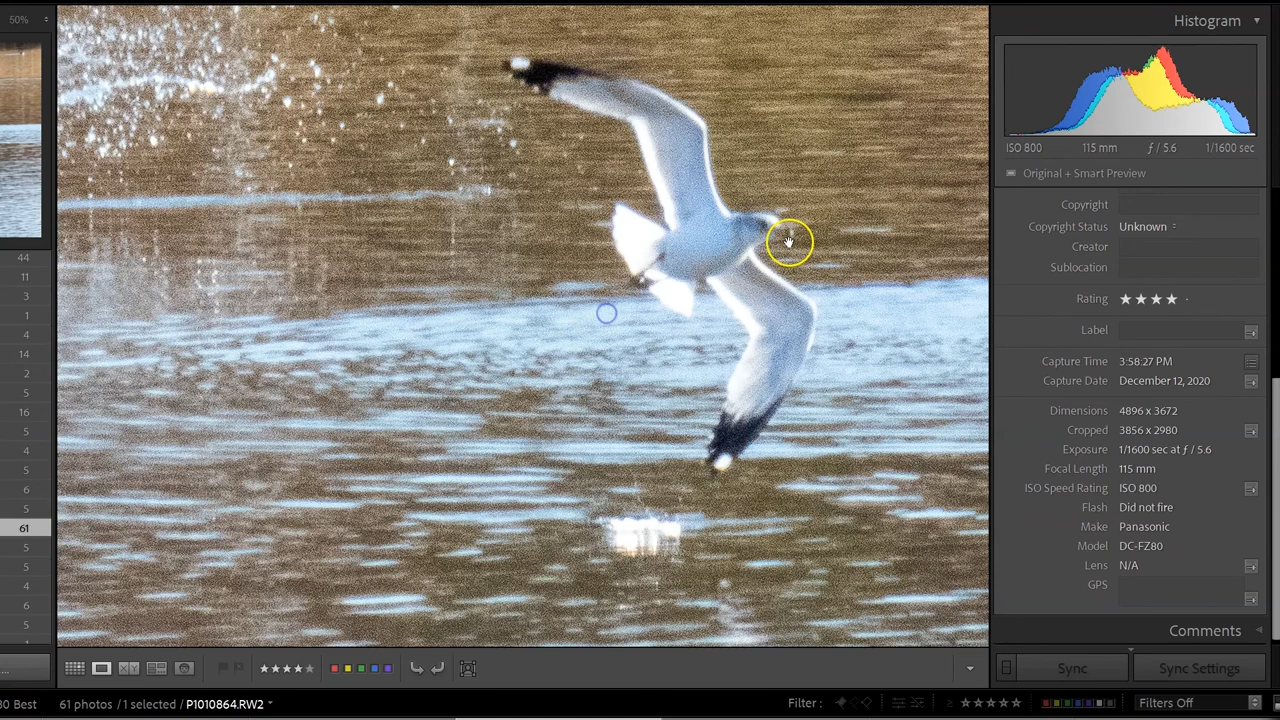 50%
Histogram
ISO 800 115 mm ƒ / 5.6 1/1600 sec
Original + Smart Preview
Copyright
Copyright Status Unknown
Creator
Sublocation
Rating ★ ★ ★ ★ ·
Label
Capture Time 3:58:27 PM
Capture Date December 12, 2020
Dimensions 4896 x 3672
Cropped 3856 x 2980
Exposure 1/1600 sec at ƒ / 5.6
Focal Length 115 mm
ISO Speed Rating ISO 800
Flash Did not fire
Make Panasonic
Model DC-FZ80
Lens N/A
GPS
Comments
44
11
3
1
4
14
2
5
16
5
4
5
6
5
61
5
5
4
6
5
... XY Sync Sync Settings
80 Best 61 photos / 1 selected / P1010864.RW2 Filter : Filters Off